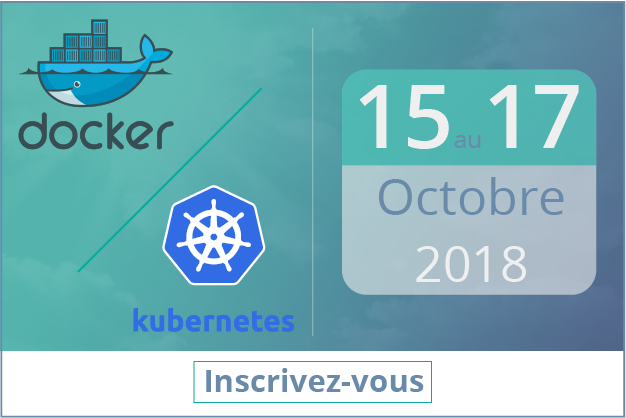 docker
kubernetes
15 au 17
Octobre
2018
Inscrivez-vous